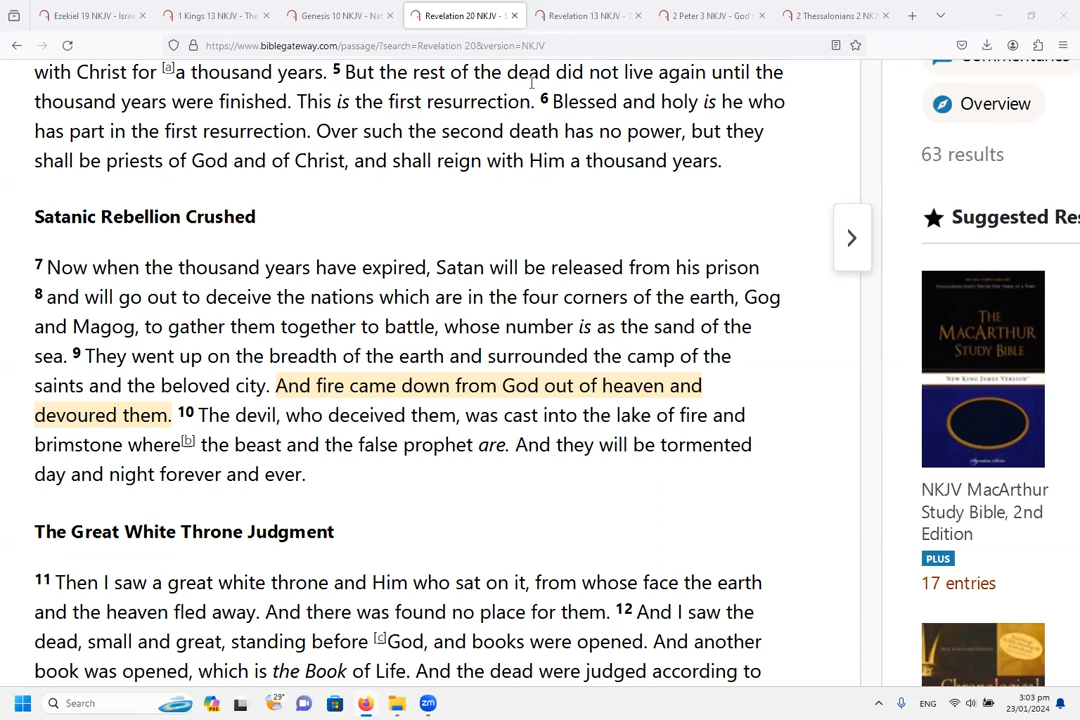 Ezekiel 19 NKJV - Israe
1 Kings 13 NKJV - The
Genesis 10 NKJV - Nat
Revelation 20 NKJV - S
Revelation 13 NKJV - T
2 Peter 3 NKJV - God's
2 Thessalonians 2 NKJV
https://www.biblegateway.com/passage/?search=Revelation 20&version=NKJV
with Christ for [a]a thousand years. 5 But the rest of the dead did not live again until the
thousand years were finished. This is the first resurrection. 6 Blessed and holy is he who
has part in the first resurrection. Over such the second death has no power, but they
shall be priests of God and of Christ, and shall reign with Him a thousand years.
Satanic Rebellion Crushed
7 Now when the thousand years have expired, Satan will be released from his prison
8 and will go out to deceive the nations which are in the four corners of the earth, Gog
and Magog, to gather them together to battle, whose number is as the sand of the
sea. 9 They went up on the breadth of the earth and surrounded the camp of the
saints and the beloved city. And fire came down from God out of heaven and
devoured them. 10 The devil, who deceived them, was cast into the lake of fire and
brimstone where[b] the beast and the false prophet are. And they will be tormented
day and night forever and ever.
The Great White Throne Judgment
11 Then I saw a great white throne and Him who sat on it, from whose face the earth
and the heaven fled away. And there was found no place for them. 12 And I saw the
dead, small and great, standing before [c]God, and books were opened. And another
book was opened, which is the Book of Life. And the dead were judged according to
Commentaries
Overview
63 results
Suggested Res
THE
MACARTHUR
STUDY BIBLE
NEW KING JAMES VERSION
NKJV MacArthur
Study Bible, 2nd
Edition
PLUS
17 entries
Chronological
Search
29°
ENG
3:03 pm
23/01/2024